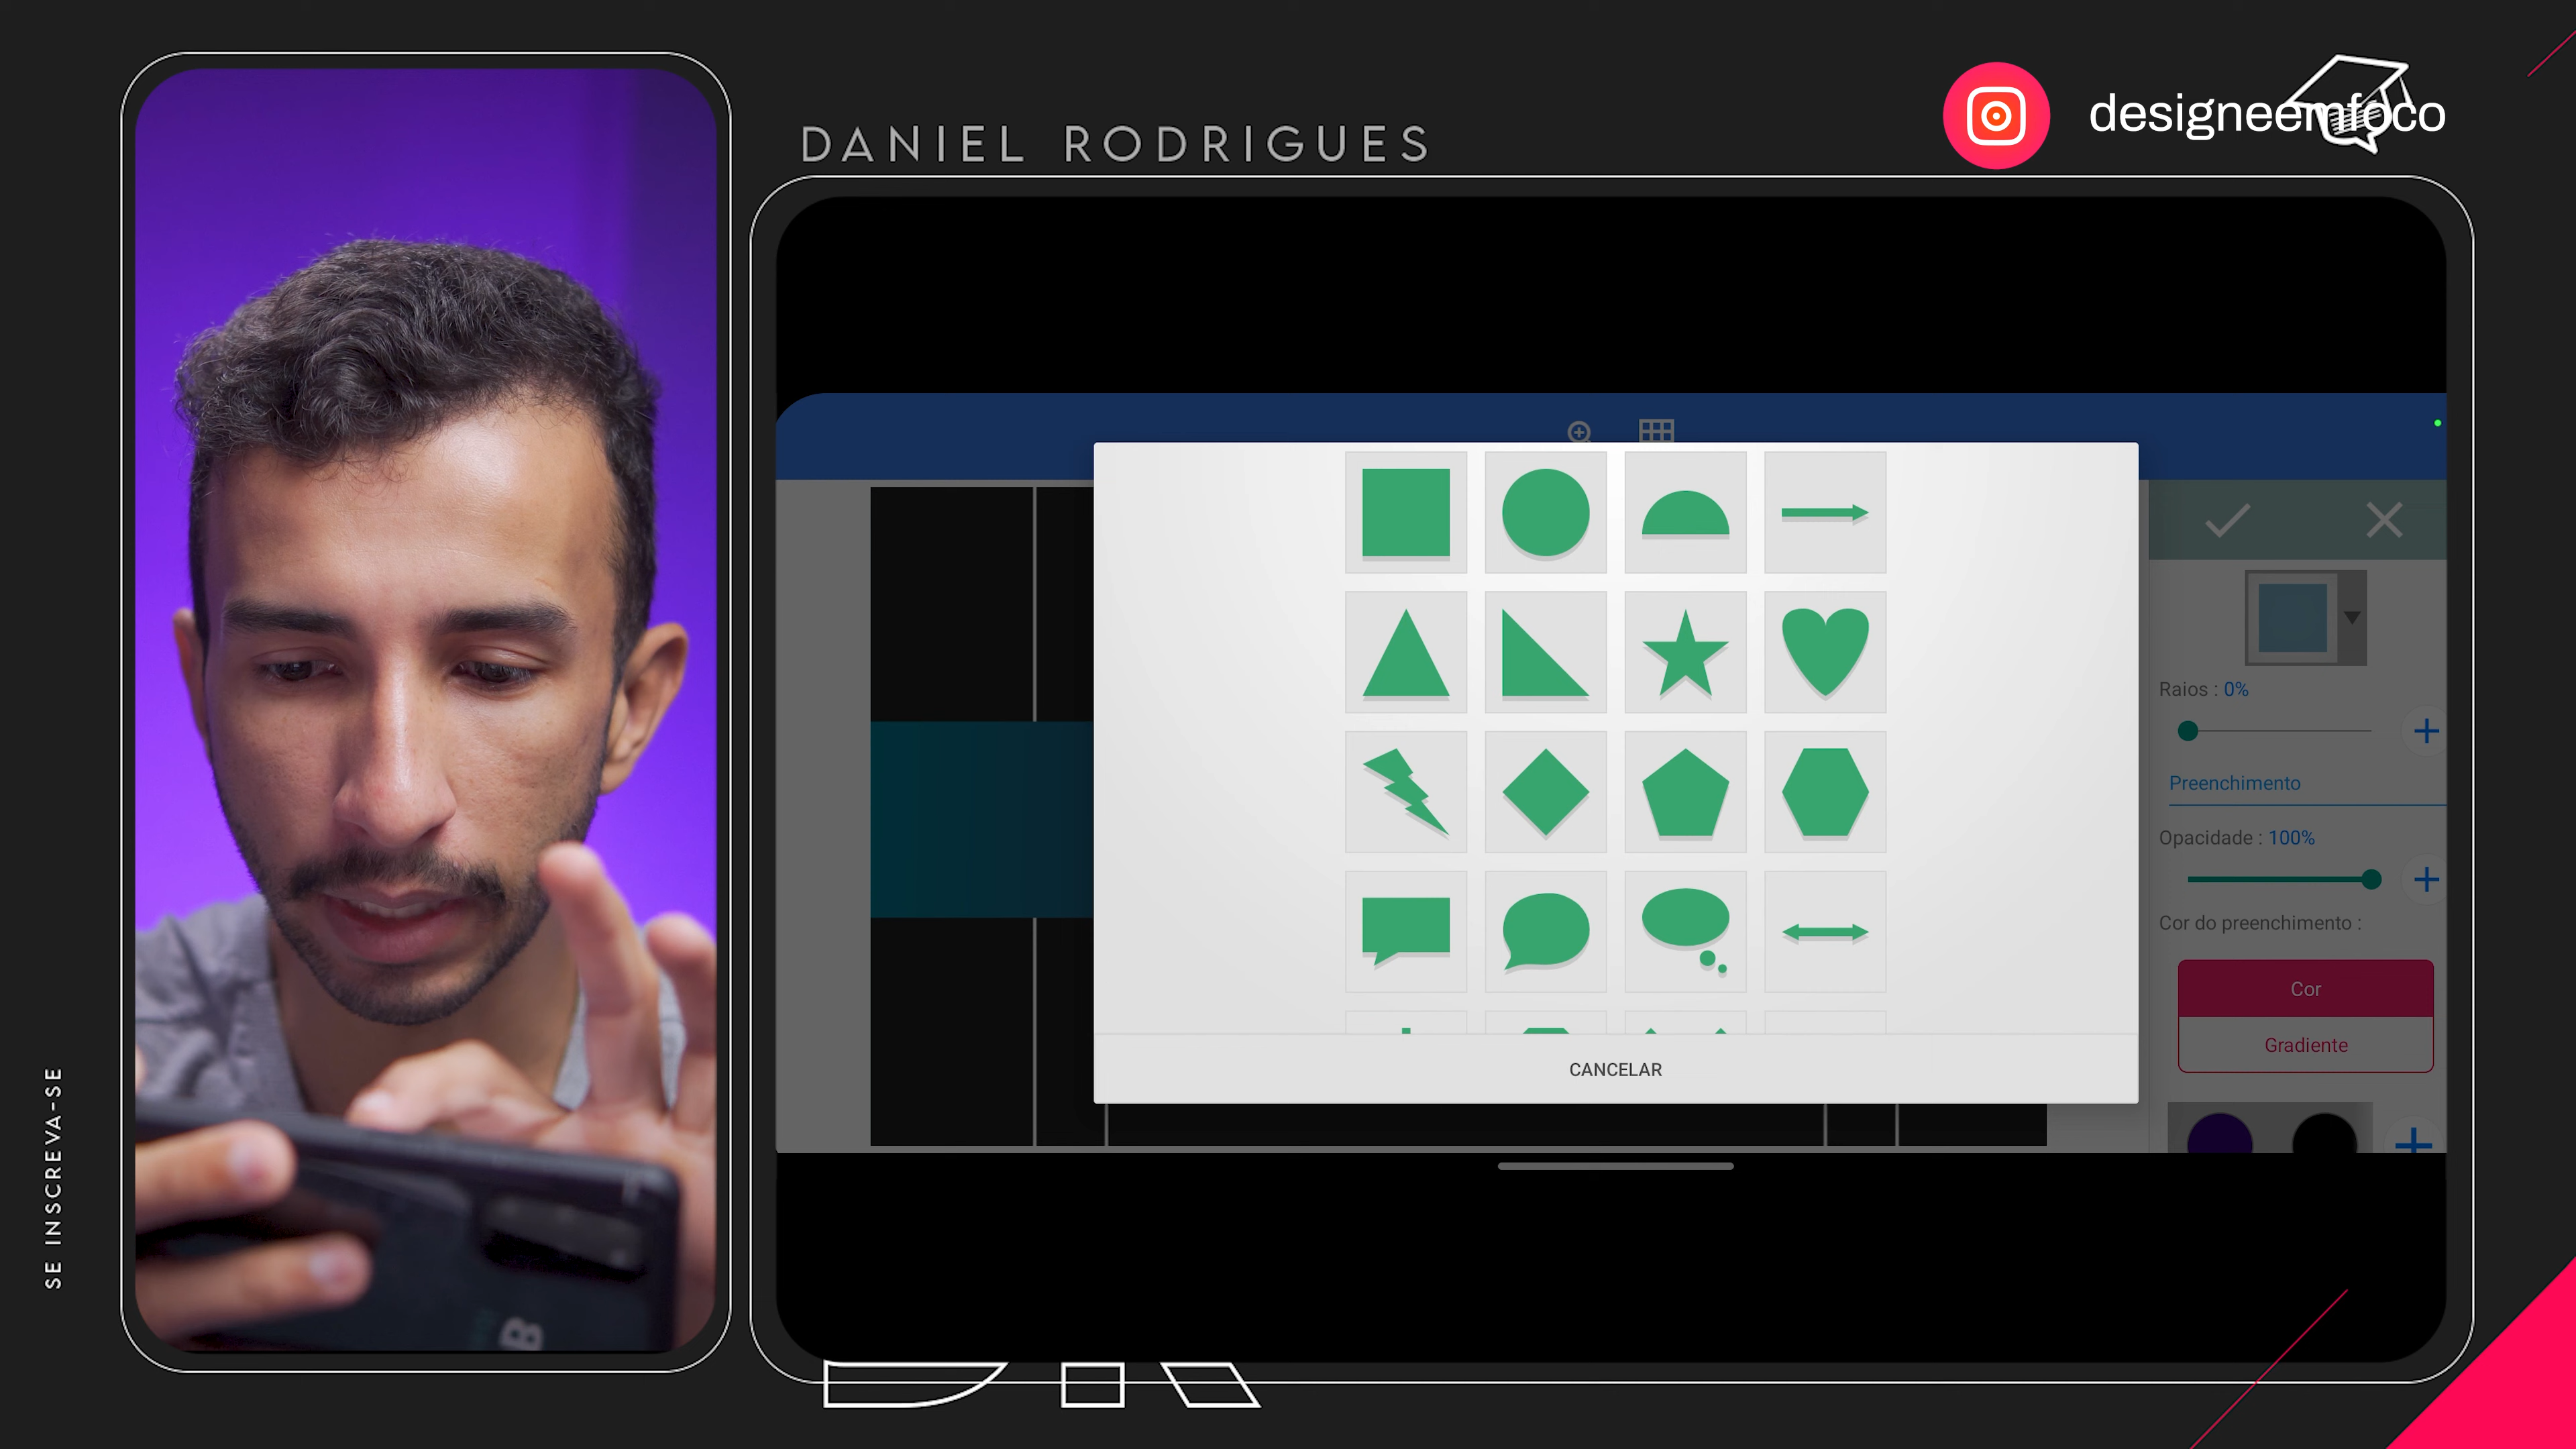 DANIEL RODRIGUES
designeemfoco
Raios : 0%
Preenchimento
Opacidade : 100%
Cor do preenchimento :
Cor
Gradiente
CANCELAR
SE INSCREVA-SE
B